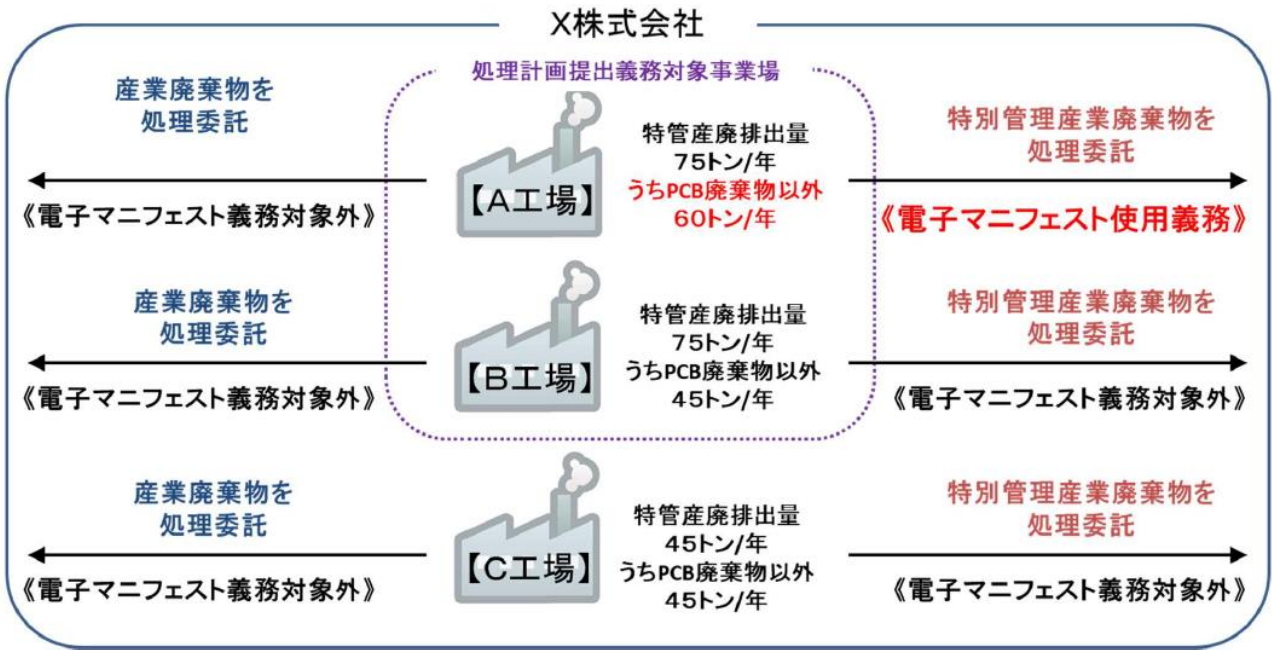 X株式会社
処理計画提出義務対象事業場
産業廃棄物を
処理委託
《電子マニフェスト義務対象外》
【A工場】
特管産廃排出量
75トン/年
うちPCB廃棄物以外
60トン/年
特別管理産業廃棄物を
処理委託
《電子マニフェスト使用義務》
産業廃棄物を
処理委託
《電子マニフェスト義務対象外》
【B工場】
特管産廃排出量
75トン/年
うちPCB廃棄物以外
45トン/年
特別管理産業廃棄物を
処理委託
《電子マニフェスト義務対象外》
産業廃棄物を
処理委託
《電子マニフェスト義務対象外》
【C工場】
特管産廃排出量
45トン/年
うちPCB廃棄物以外
45トン/年
特別管理産業廃棄物を
処理委託
《電子マニフェスト義務対象外》